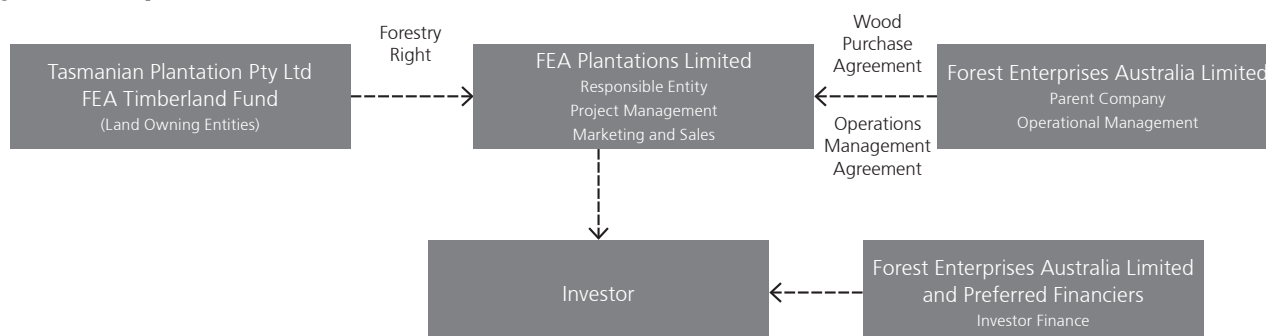 Forestry
Right
Wood
Purchase
Agreement
Tasmanian Plantation Pty Ltd
FEA Timberland Fund
(Land Owning Entities)
FEA Plantations Limited
Responsible Entity
Project Management
Marketing and Sales
Forest Enterprises Australia Limited
Parent Company
Operational Management
Operations
Management
Agreement
Investor
Forest Enterprises Australia Limited
and Preferred Financiers
Investor Finance